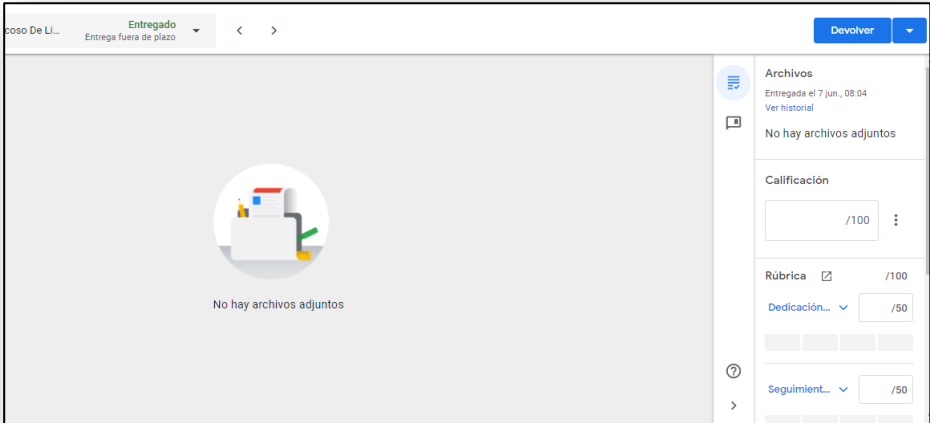 coso De Li...
Entregado
Entrega fuera de plazo
Devolver
Archivos
Entregada el 7 jun., 08:04
Ver historial
No hay archivos adjuntos
Calificación
/100
No hay archivos adjuntos
Rúbrica /100
Dedicación... /50
Seguimient... /50